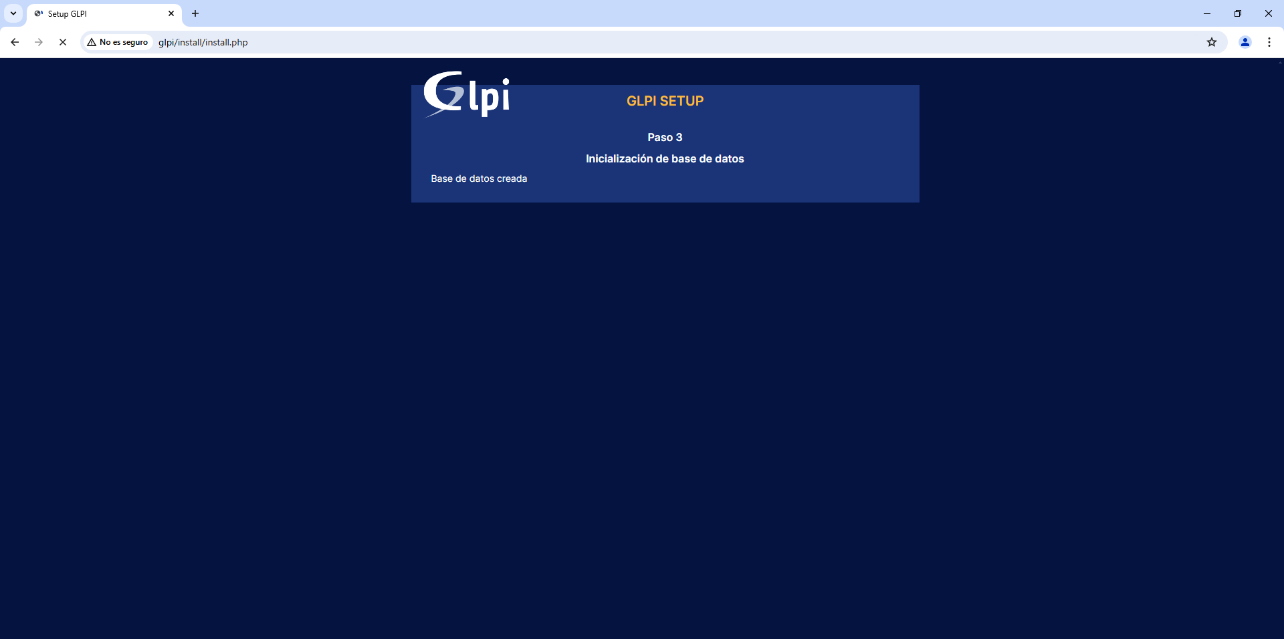 Setup GLPI
No es seguro
glpi/install/install.php
Glpi
GLPI SETUP
Paso 3
Inicialización de base de datos
Base de datos creada